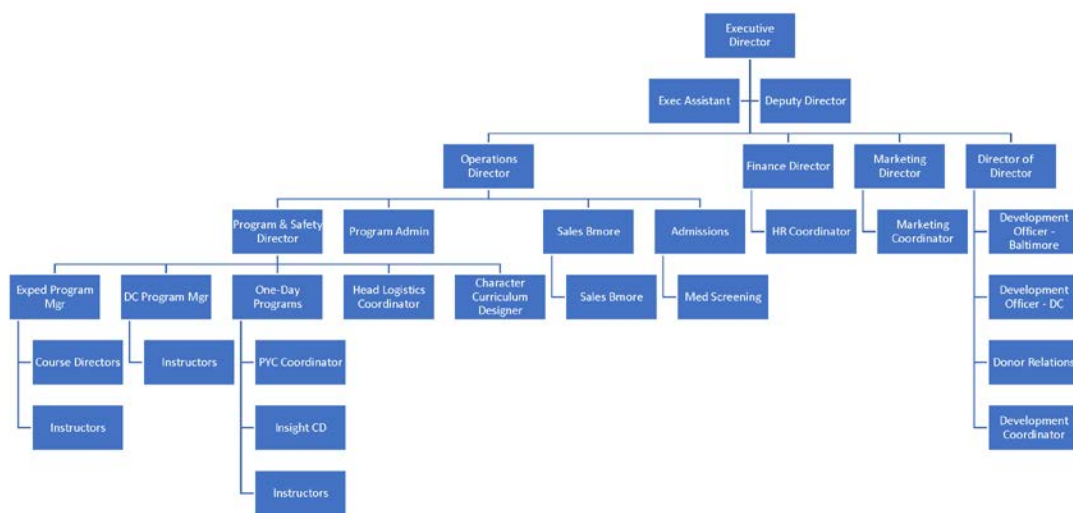 Executive
Director
Exec Assistant
Deputy Director
Operations
Director
Finance Director
Marketing
Director
Director of
Director
Program & Safety
Director
Program Admin
Sales Bmore
Admissions
HR Coordinator
Marketing
Coordinator
Development
Officer -
Baltimore
Exped Program
Mgr
DC Program Mgr
One-Day
Programs
Head Logistics
Coordinator
Character
Curriculum
Designer
Sales Bmore
Med Screening
Development
Officer - DC
Course Directors
Instructors
PYC Coordinator
Donor Relations
Instructors
Insight CD
Development
Coordinator
Instructors